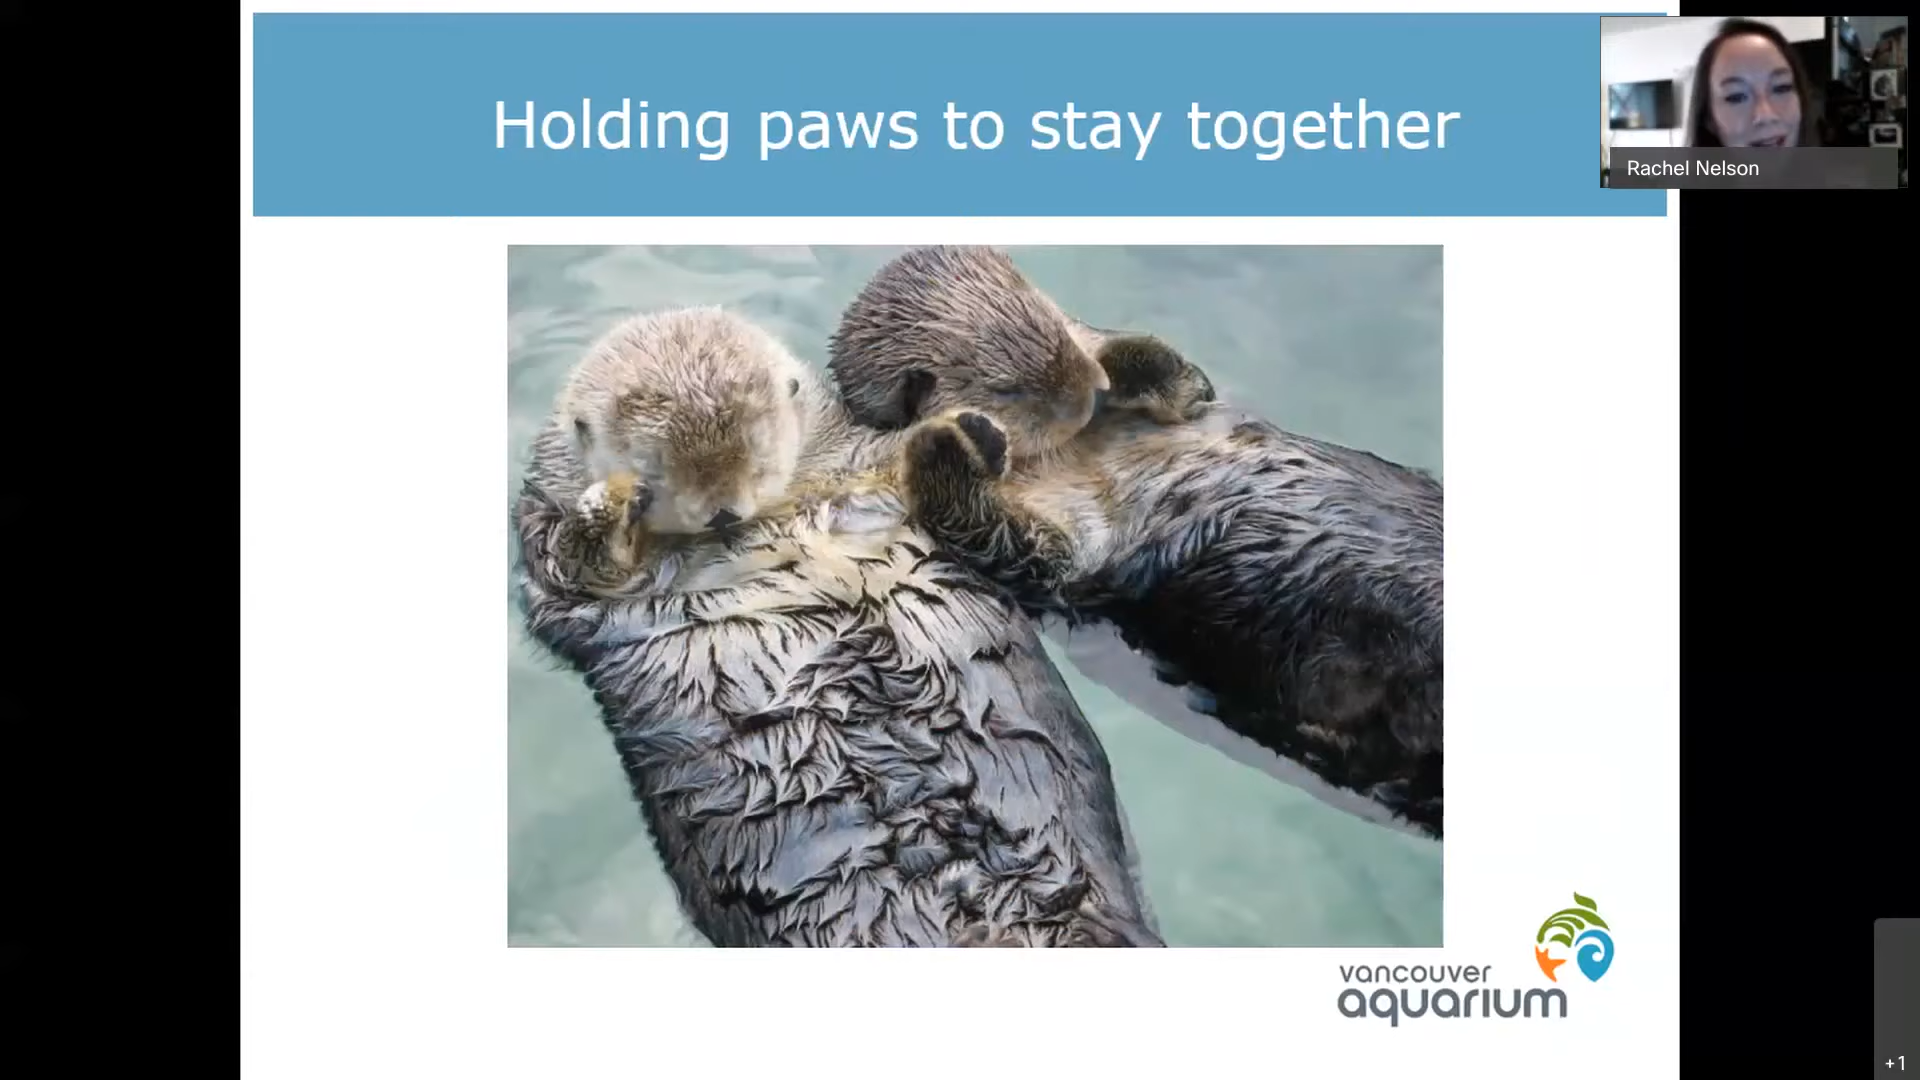 Holding paws to stay together
Rachel Nelson
vancouver
aquarium
+1